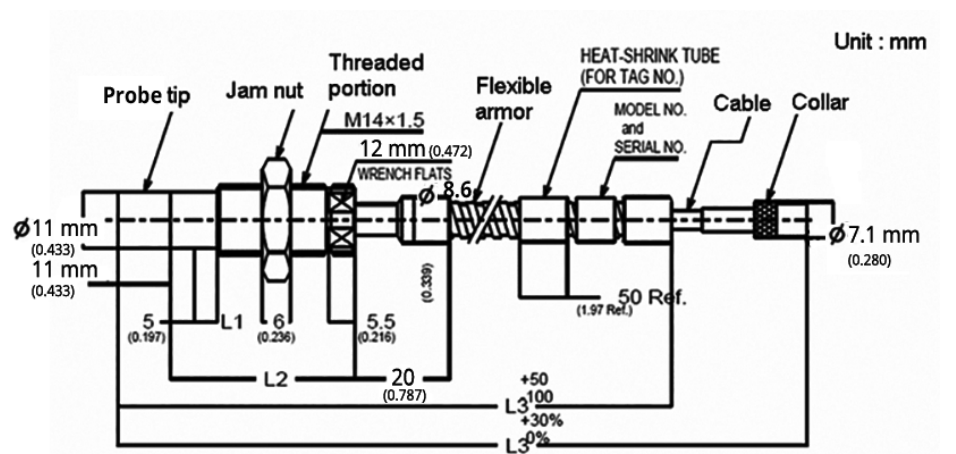 Unit : mm
HEAT-SHRINK TUBE
(FOR TAG NO.)
Threaded
portion
Probe tip
Jam nut
Flexible
armor
MODEL NO.
and
SERIAL NO.
Cable
Collar
M14×1.5
12 mm (0.472)
WRENCH FLATS
ϕ 8.6
(0.339)
ϕ 11 mm
(0.433)
11 mm
(0.433)
ϕ 7.1 mm
(0.280)
50 Ref.
(1.97 Ref.)
5
(0.197)
L1
6
(0.236)
5.5
(0.216)
L2
20
(0.787)
L3 +50
100
L3 +30%
0%